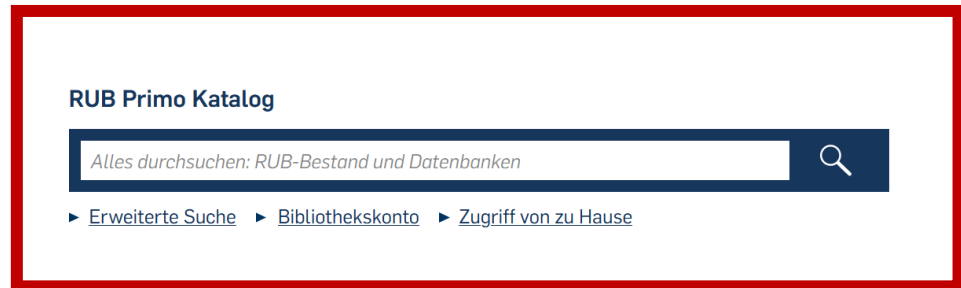 RUB Primo Katalog
Alles durchsuchen: RUB-Bestand und Datenbanken
► Erweiterte Suche ► Bibliothekskonto ► Zugriff von zu Hause